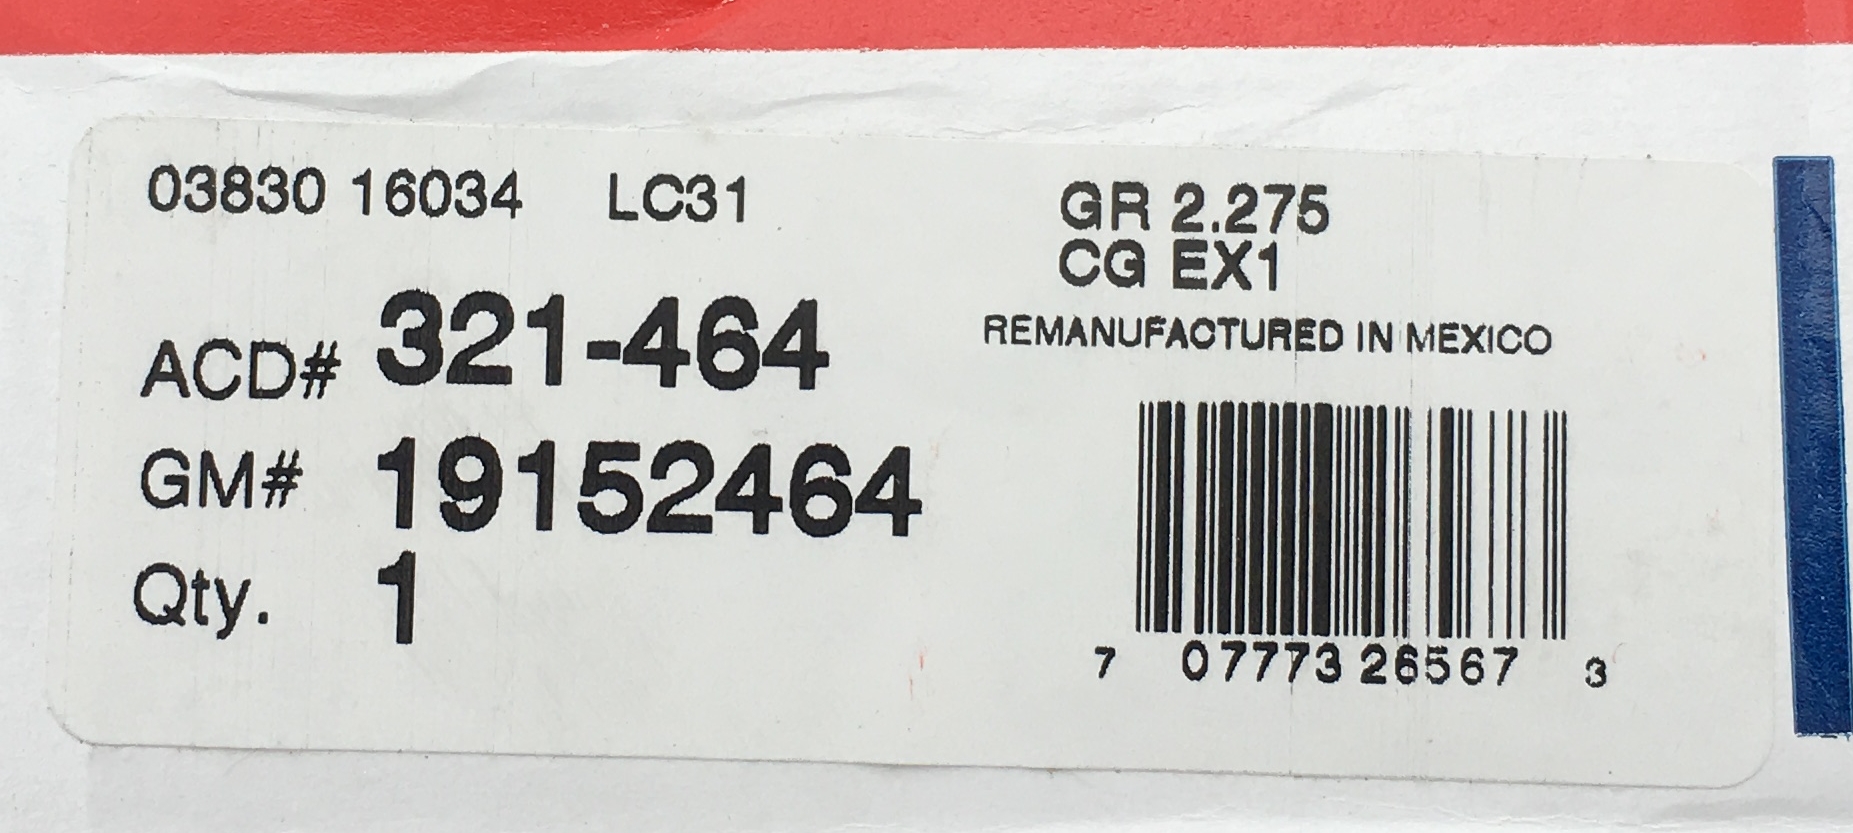 03830 16034 LC31
GR 2.275
CG EX1
REMANUFACTURED IN MEXICO
ACD# 321-464
GM# 19152464
Qty. 1
7 07773 26567 3